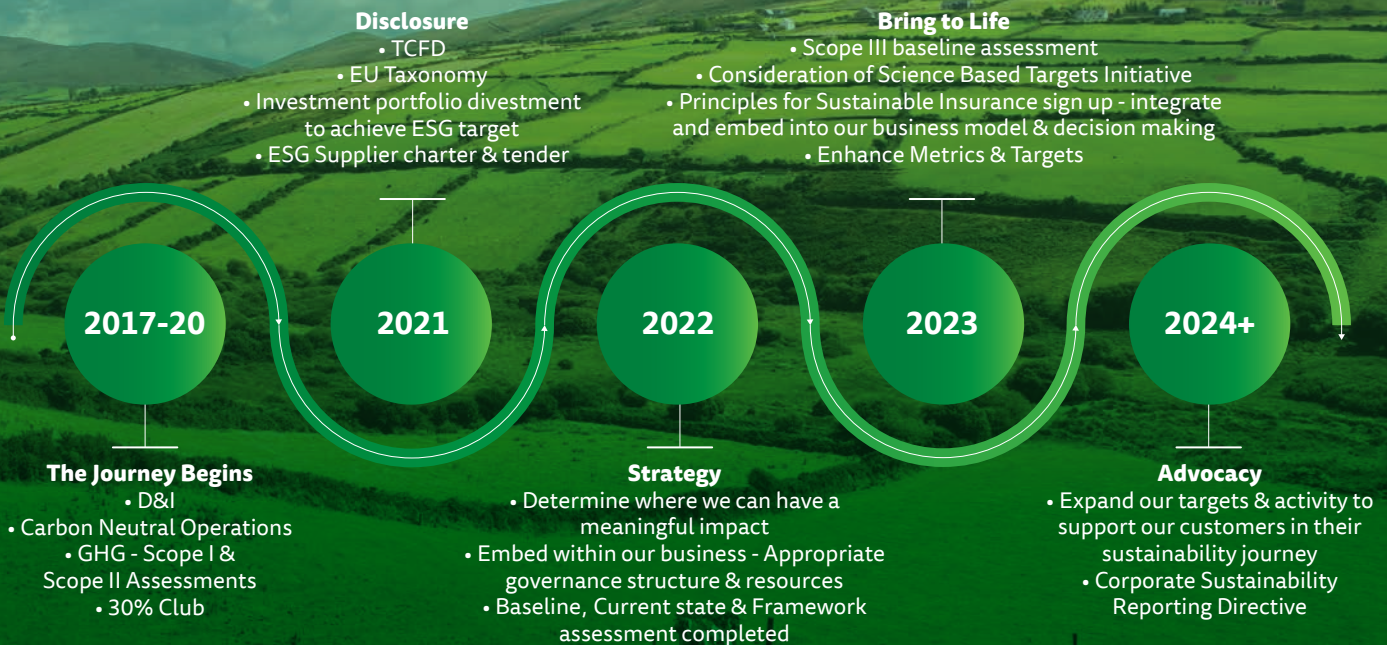 Disclosure
• TCFD
• EU Taxonomy
• Investment portfolio divestment
to achieve ESG target
• ESG Supplier charter & tender
Bring to Life
• Scope III baseline assessment
• Consideration of Science Based Targets Initiative
• Principles for Sustainable Insurance sign up - integrate
and embed into our business model & decision making
• Enhance Metrics & Targets
2017-20
2021
2022
2023
2024+
The Journey Begins
• D&I
• Carbon Neutral Operations
• GHG - Scope I &
Scope II Assessments
• 30% Club
Strategy
• Determine where we can have a
meaningful impact
• Embed within our business - Appropriate
governance structure & resources
• Baseline, Current state & Framework
assessment completed
Advocacy
• Expand our targets & activity to
support our customers in their
sustainability journey
• Corporate Sustainability
Reporting Directive